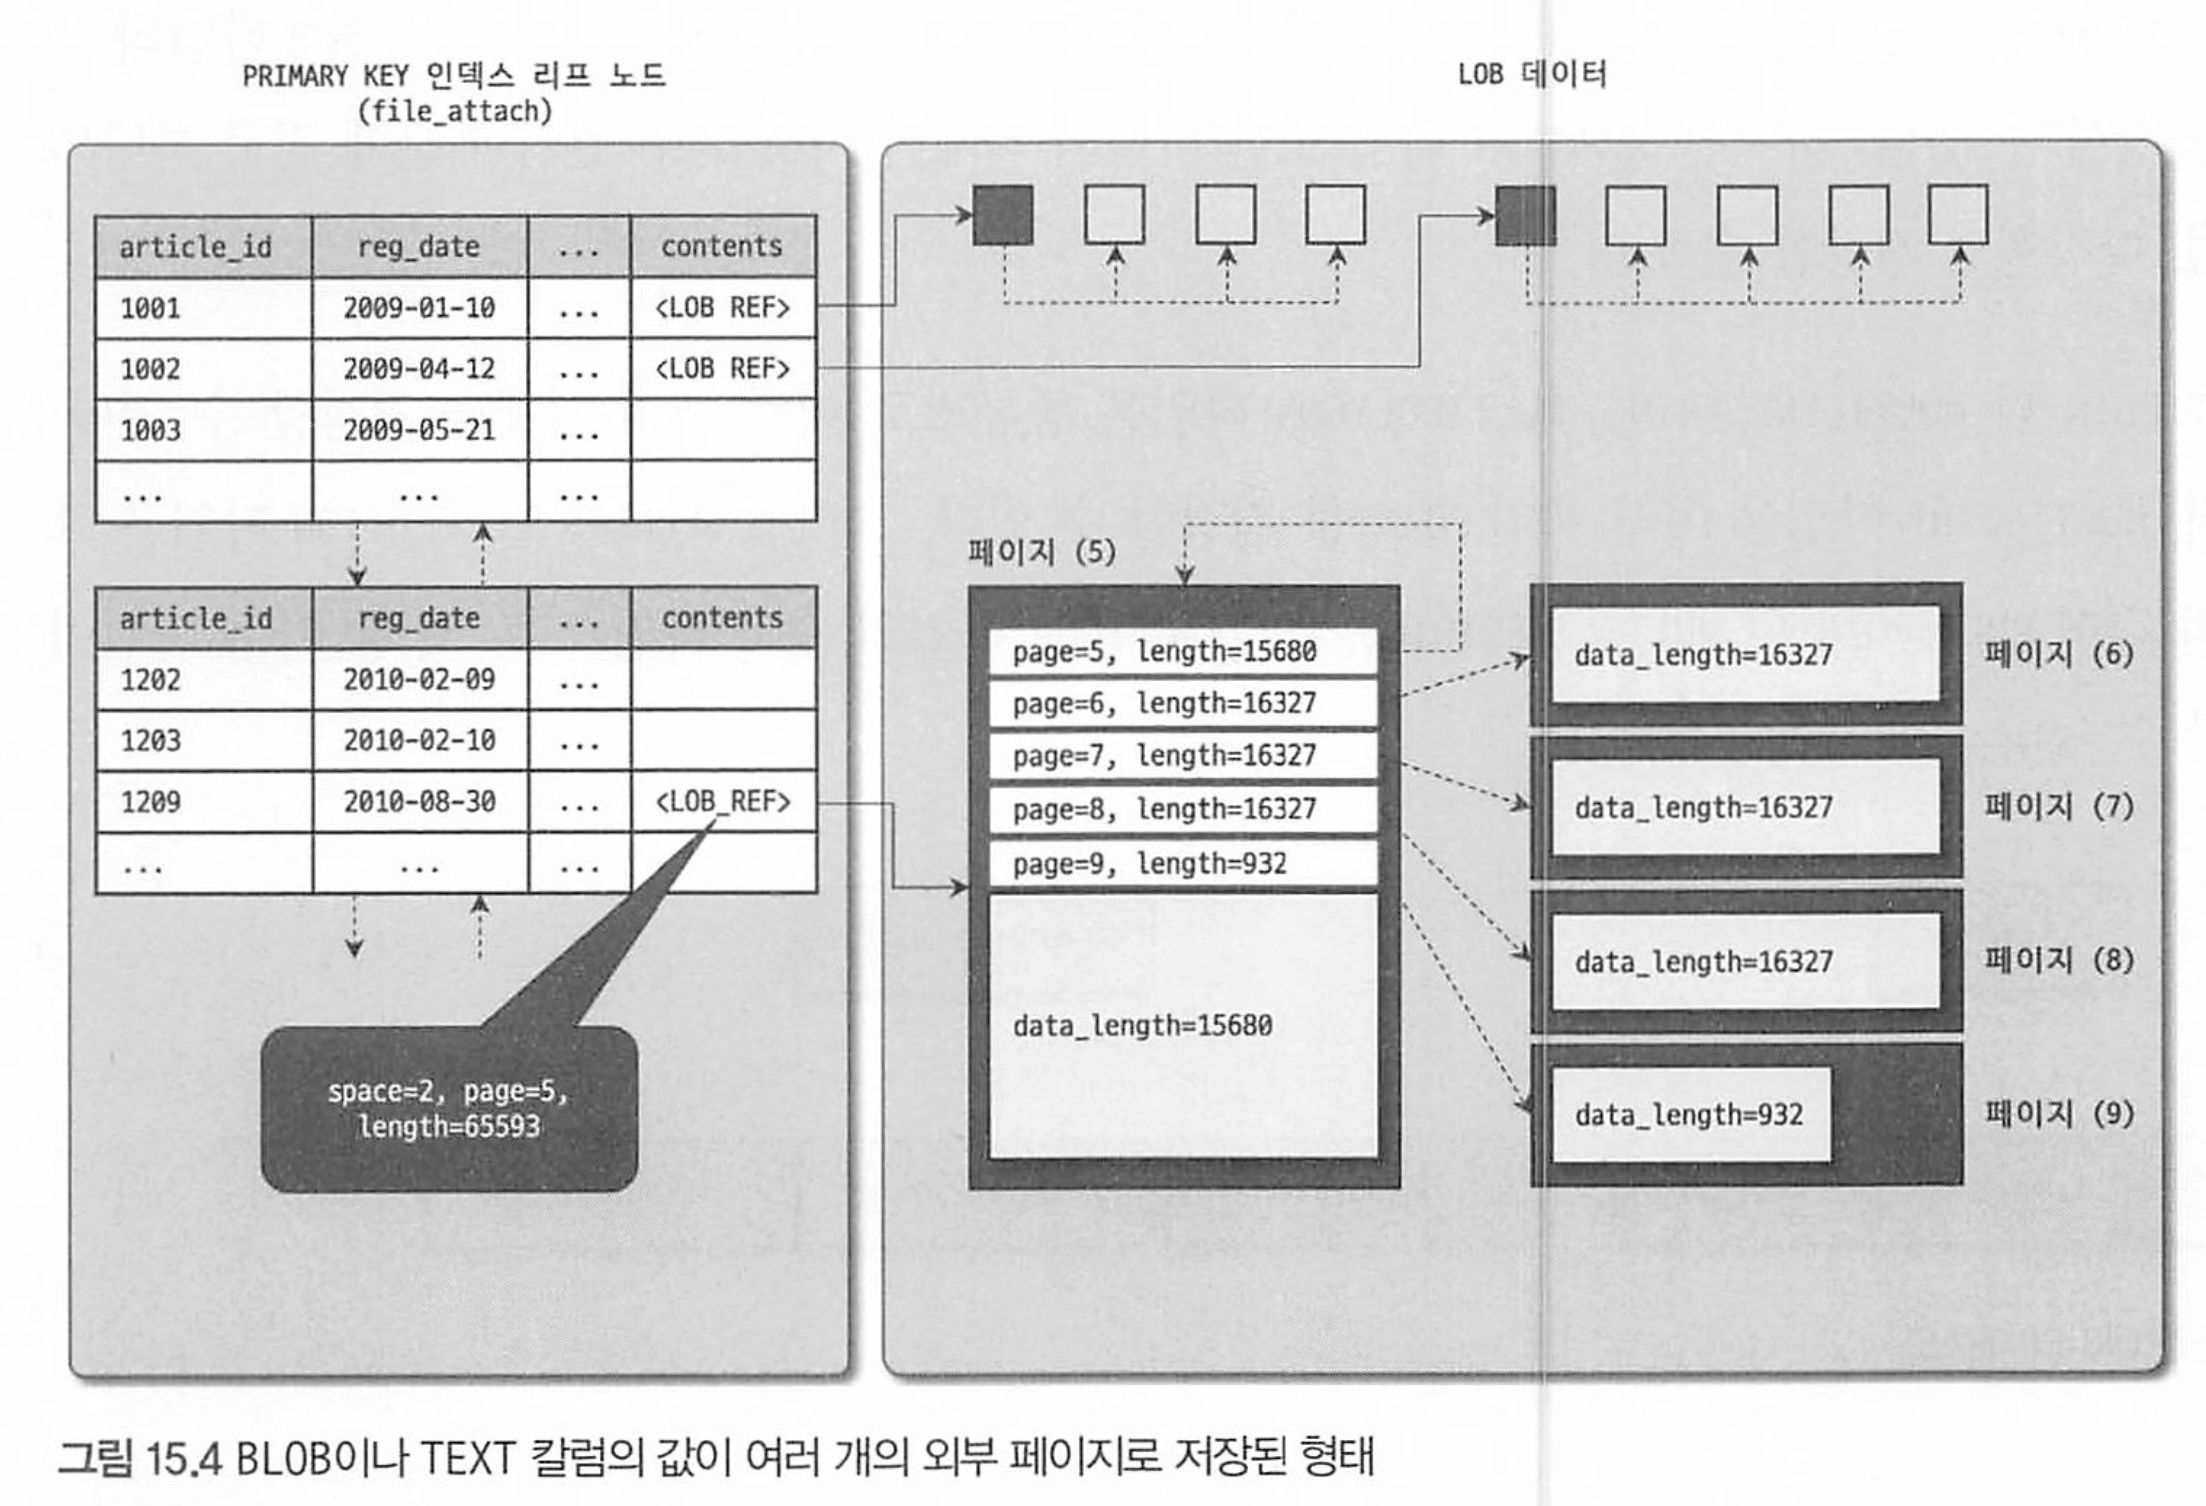 PRIMARY KEY 인덱스 리프 노드
(file_attach)
article_id reg_date ... contents
1001 2009-01-10 ... <LOB REF>
1002 2009-04-12 ... <LOB REF>
1003 2009-05-21 ...
... ... ...
article_id reg_date ... contents
1202 2010-02-09 ...
1203 2010-02-10 ...
1209 2010-08-30 ... <LOB_REF>
... ... ...
space=2, page=5,
length=65593
LOB 데이터
페이지 (5)
page=5, length=15680
page=6, length=16327
page=7, length=16327
page=8, length=16327
page=9, length=932
data_length=15680
data_length=16327 페이지 (6)
data_length=16327 페이지 (7)
data_length=16327 페이지 (8)
data_length=932 페이지 (9)
그림 15.4 BLOB이나 TEXT 칼럼의 값이 여러 개의 외부 페이지로 저장된 형태